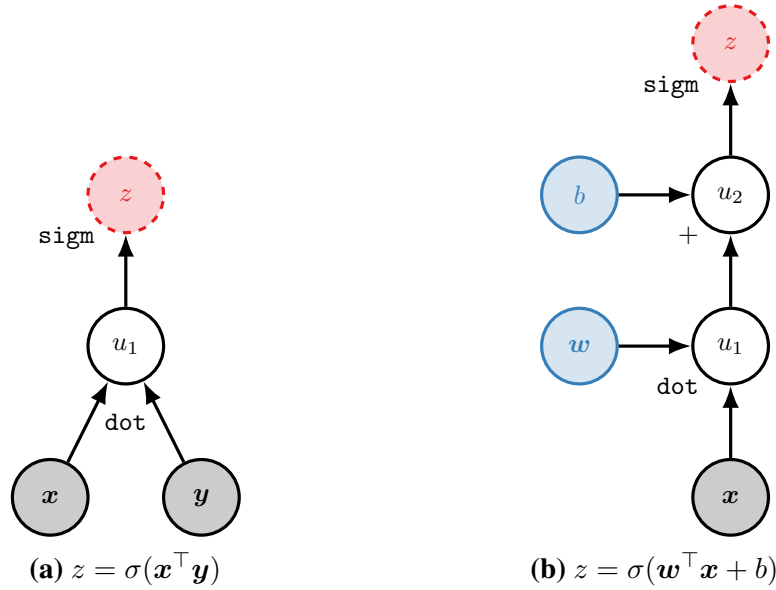 z
sigm
u₁
dot
x
y
(a) z = σ(x⊤y)
z
sigm
b
u₂
+
w
u₁
dot
x
(b) z = σ(w⊤x + b)